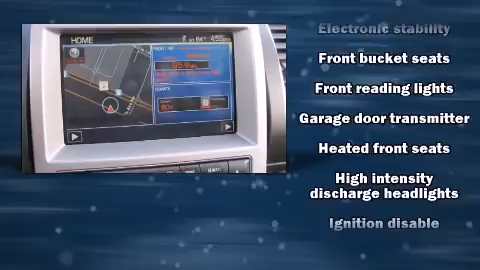 Electronic stability
Front bucket seats
Front reading lights
Garage door transmitter
Heated front seats
High intensity
discharge headlights
Ignition disable
HOME